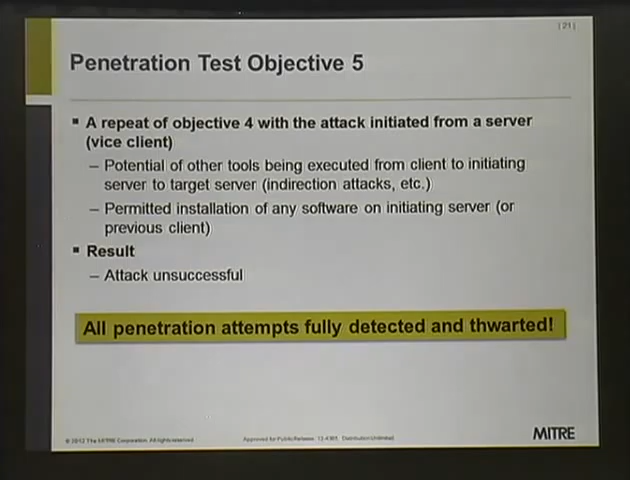 | 21 |
Penetration Test Objective 5
▪ A repeat of objective 4 with the attack initiated from a server
(vice client)
– Potential of other tools being executed from client to initiating
server to target server (indirection attacks, etc.)
– Permitted installation of any software on initiating server (or
previous client)
▪ Result
– Attack unsuccessful
All penetration attempts fully detected and thwarted!
© 2012 The MITRE Corporation. All rights reserved
Approved for Public Release: Distribution Unlimited
MITRE